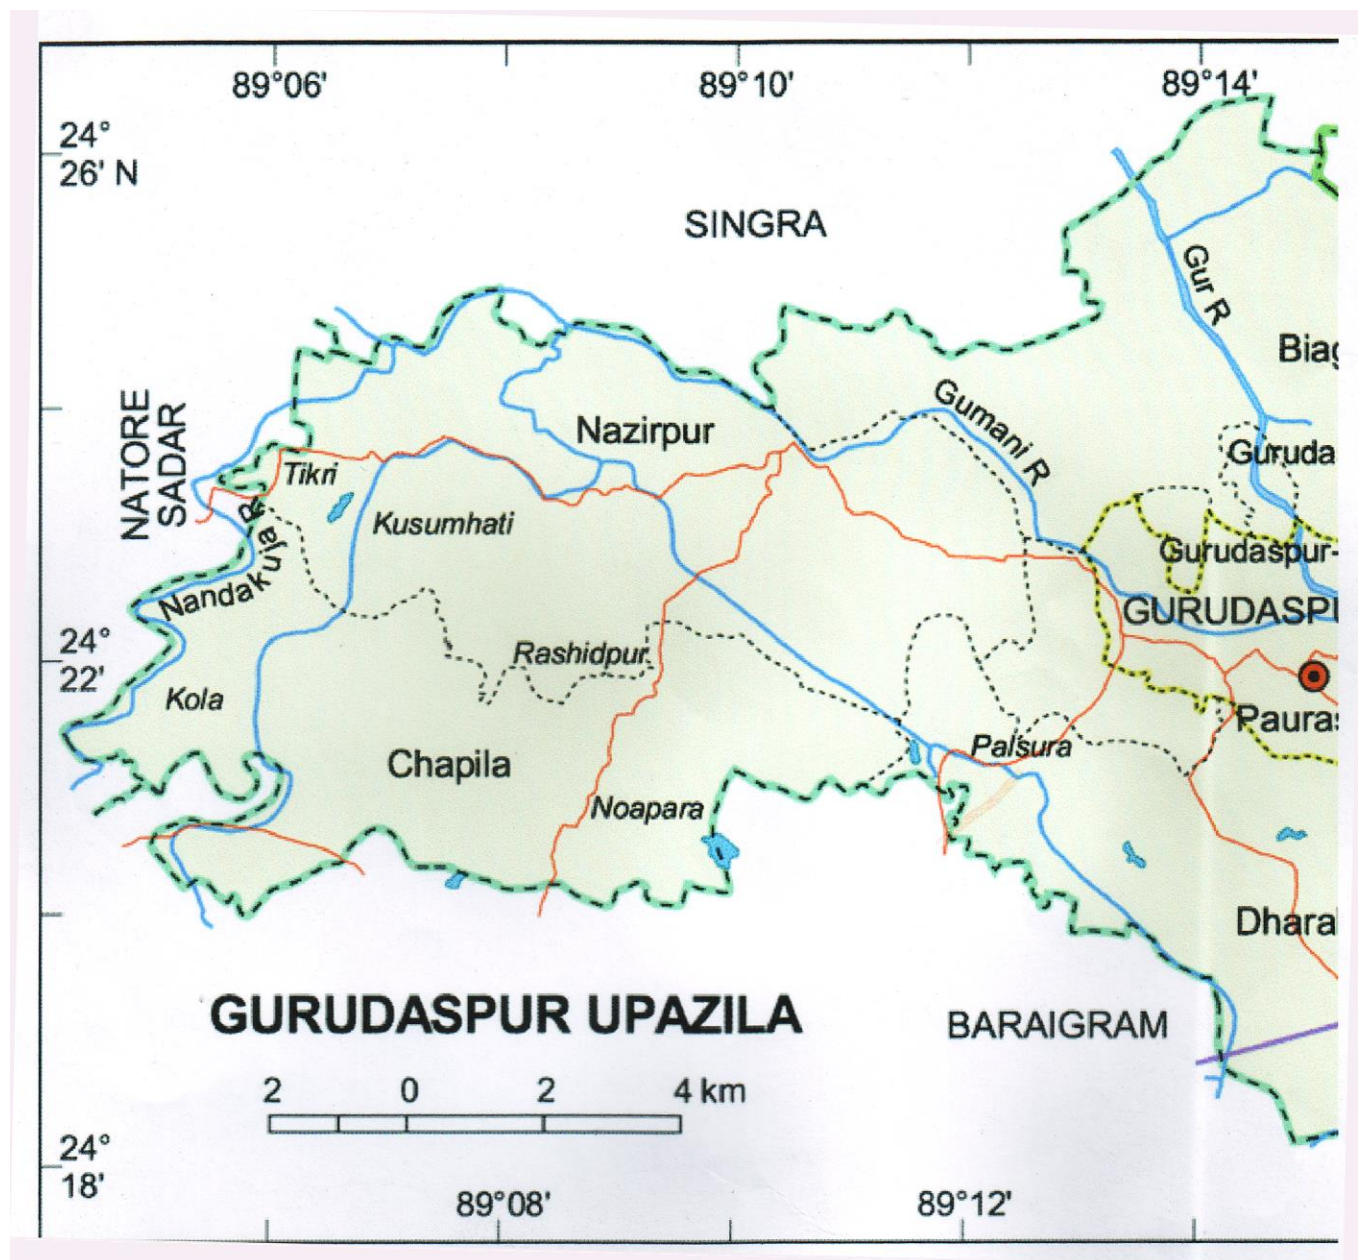 89°06'
89°10'
89°14'
24°
26' N
SINGRA
Gur R
Biag
NATORE
SADAR
Nazirpur
Gumani R
Guruda
Tikri
Kusumhati
Nandakuja R
Gurudaspur-
GURUDASPU
24°
22'
Rashidpur
Kola
Pauras
Palsura
Chapila
Noapara
Dhara
GURUDASPUR UPAZILA
BARAIGRAM
2 0 2 4 km
24°
18'
89°08'
89°12'